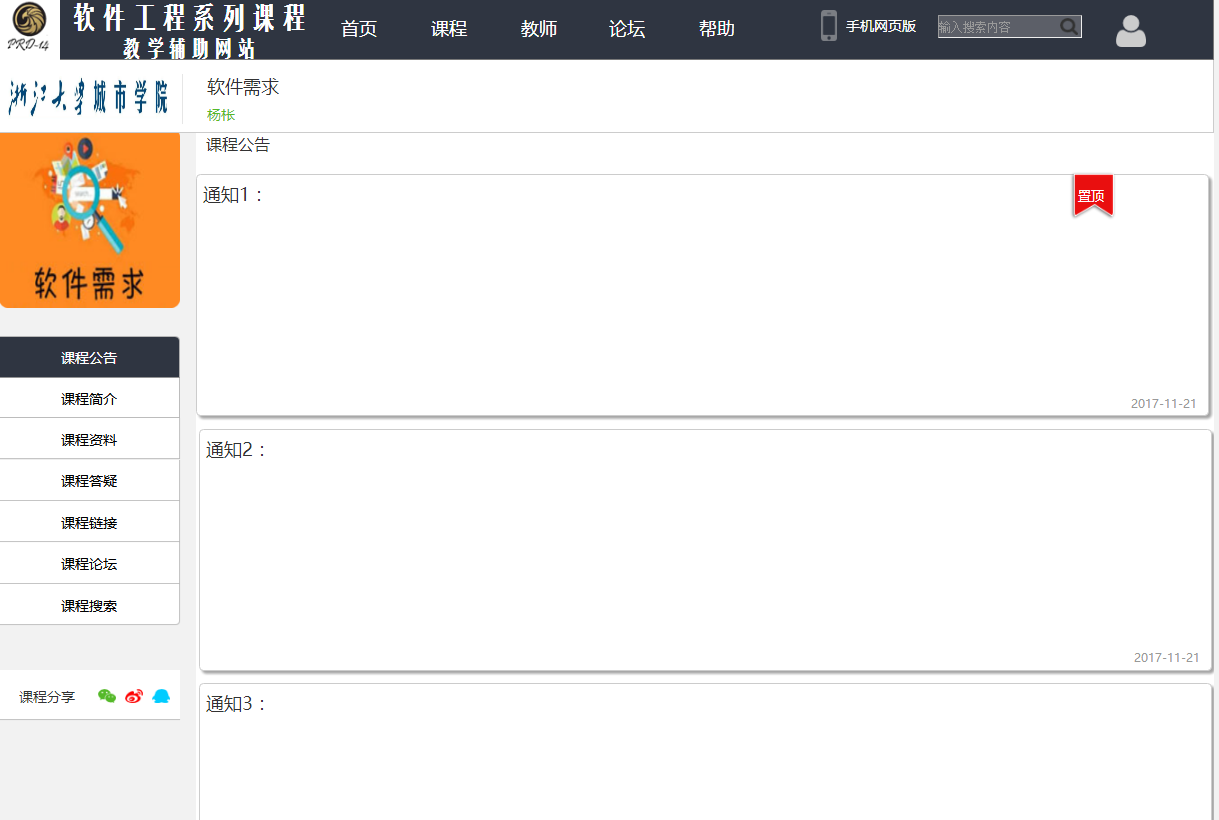 PRD-14
软件工程系列课程
教学辅助网站
首页 课程 教师 论坛 帮助
手机网页版
输入搜索内容
浙江大学城市学院
软件需求
杨枨
课程公告
软件需求
通知1：
置顶
2017-11-21
课程公告
课程简介
课程资料
课程答疑
课程链接
课程论坛
课程搜索
课程分享
通知2：
2017-11-21
通知3：